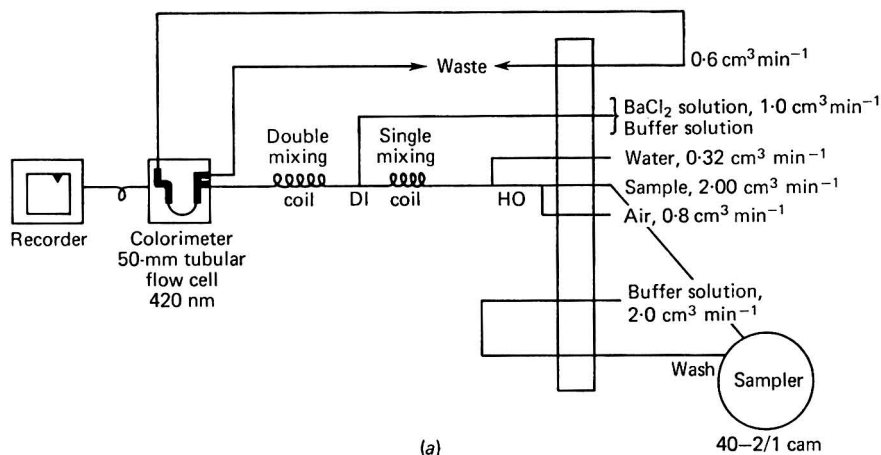 0·6 cm³ min⁻¹
Waste
BaCl₂ solution, 1·0 cm³ min⁻¹
Buffer solution
Double
mixing
coil
Single
mixing
coil
DI
Water, 0·32 cm³ min⁻¹
HO
Sample, 2·00 cm³ min⁻¹
Air, 0·8 cm³ min⁻¹
Recorder
Colorimeter
50-mm tubular
flow cell
420 nm
Buffer solution,
2·0 cm³ min⁻¹
Wash
Sampler
40–2/1 cam
(a)